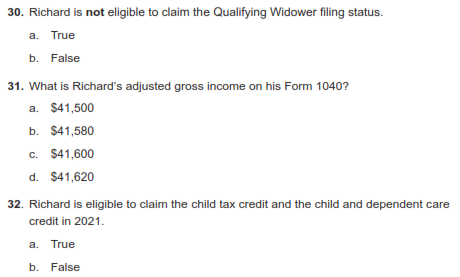 30. Richard is not eligible to claim the Qualifying Widower filing status.
a. True
b. False
31. What is Richard's adjusted gross income on his Form 1040?
a. $41,500
b. $41,580
c. $41,600
d. $41,620
32. Richard is eligible to claim the child tax credit and the child and dependent care
credit in 2021.
a. True
b. False